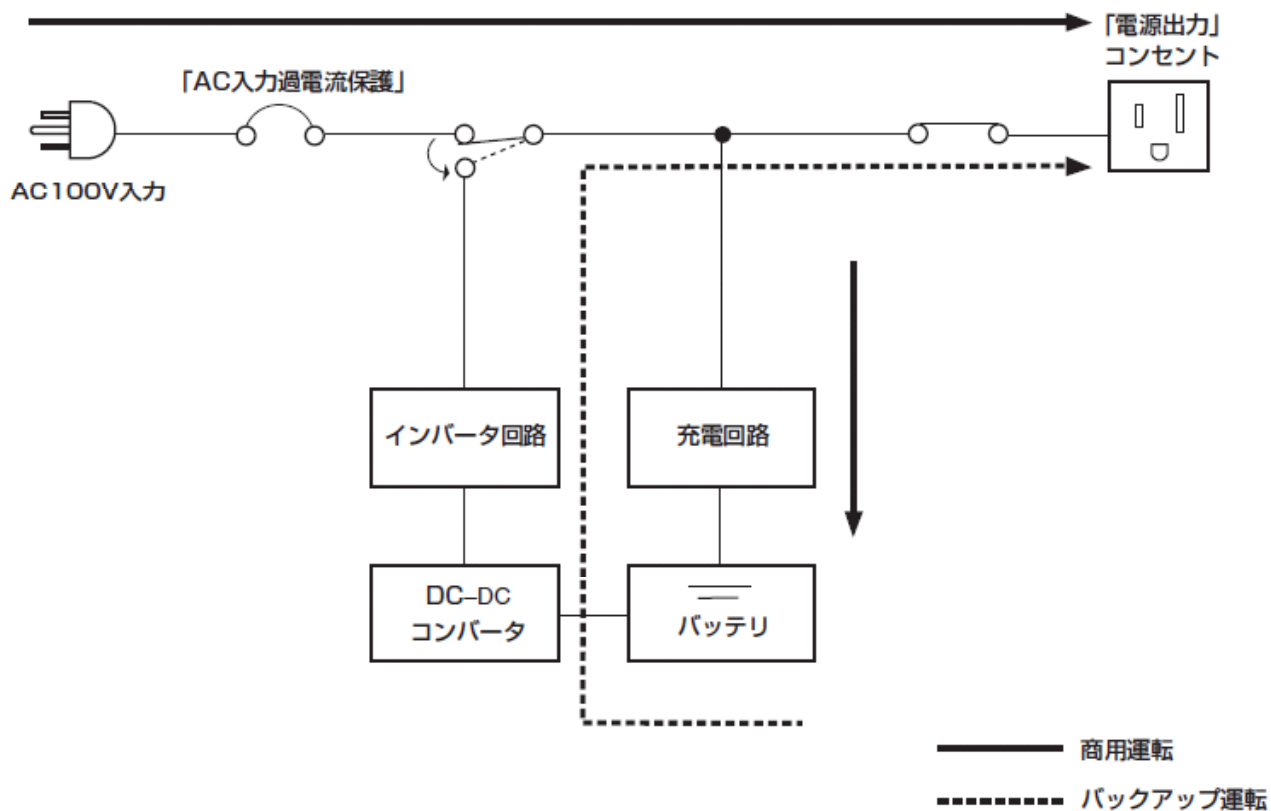 「電源出力」
コンセント
「AC入力過電流保護」
AC100V入力
インバータ回路
充電回路
DC−DC
コンバータ
バッテリ
商用運転
バックアップ運転